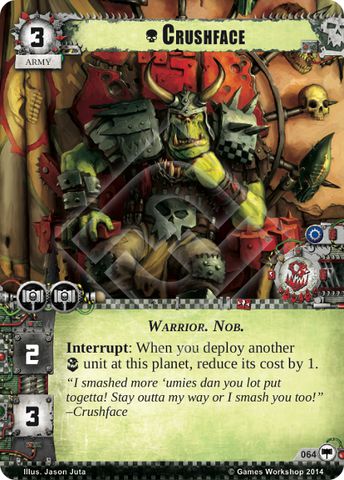 3
ARMY
Crushface
Warrior. Nob.
2
Interrupt: When you deploy another
unit at this planet, reduce its cost by 1.
3
“I smashed more ‘umies dan you lot put
togetta! Stay outta my way or I smash you too!”
–Crushface
064
Illus. Jason Juta
© Games Workshop 2014